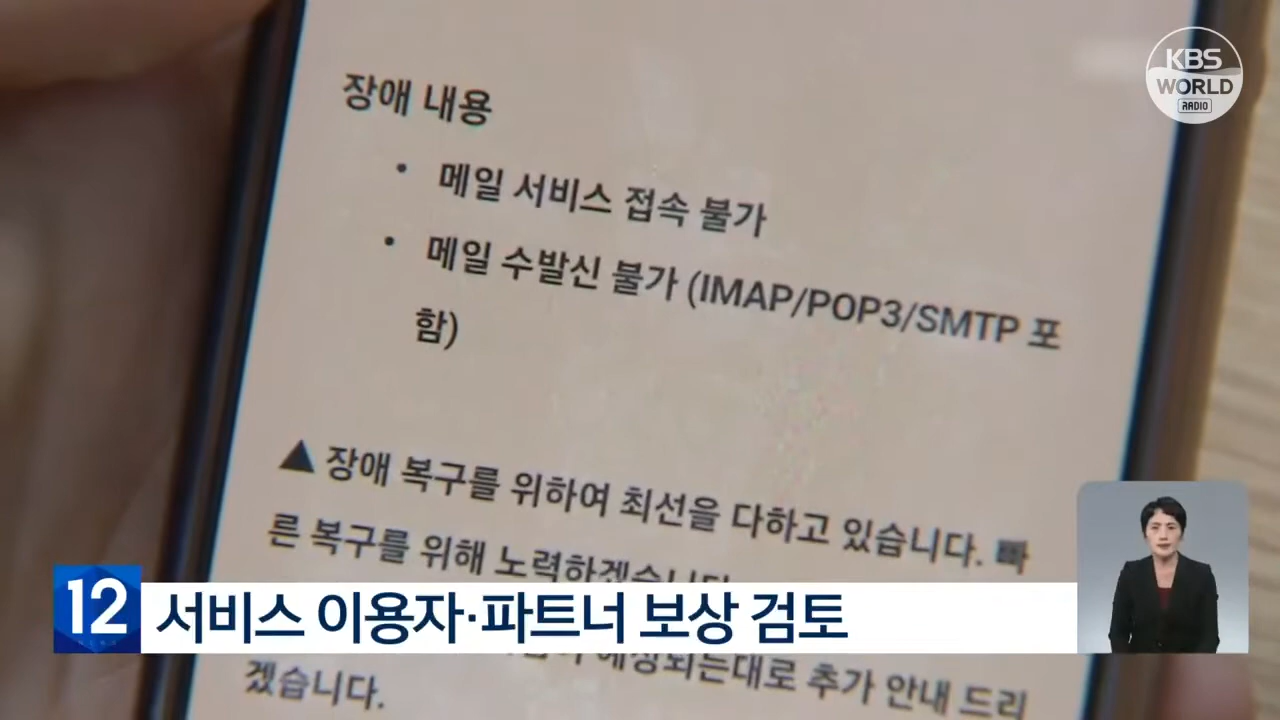 KBS
WORLD
RADIO
장애 내용
• 메일 서비스 접속 불가
• 메일 수발신 불가 (IMAP/POP3/SMTP 포
함)
▲ 장애 복구를 위하여 최선을 다하고 있습니다. 빠
른 복구를 위해 노력하겠습니다
12
서비스 이용자·파트너 보상 검토
예상되는대로 추가 안내 드리
겠습니다.